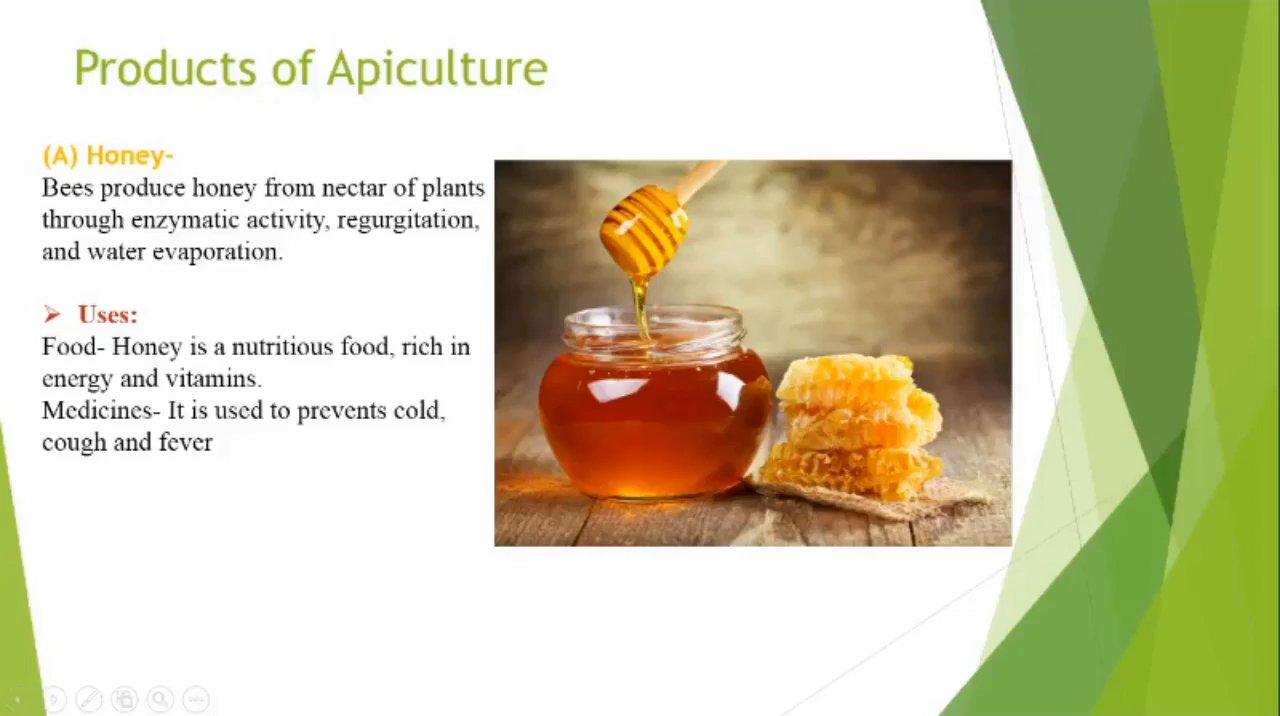 Products of Apiculture
(A) Honey-
Bees produce honey from nectar of plants
through enzymatic activity, regurgitation,
and water evaporation.
➢ Uses:
Food- Honey is a nutritious food, rich in
energy and vitamins.
Medicines- It is used to prevents cold,
cough and fever